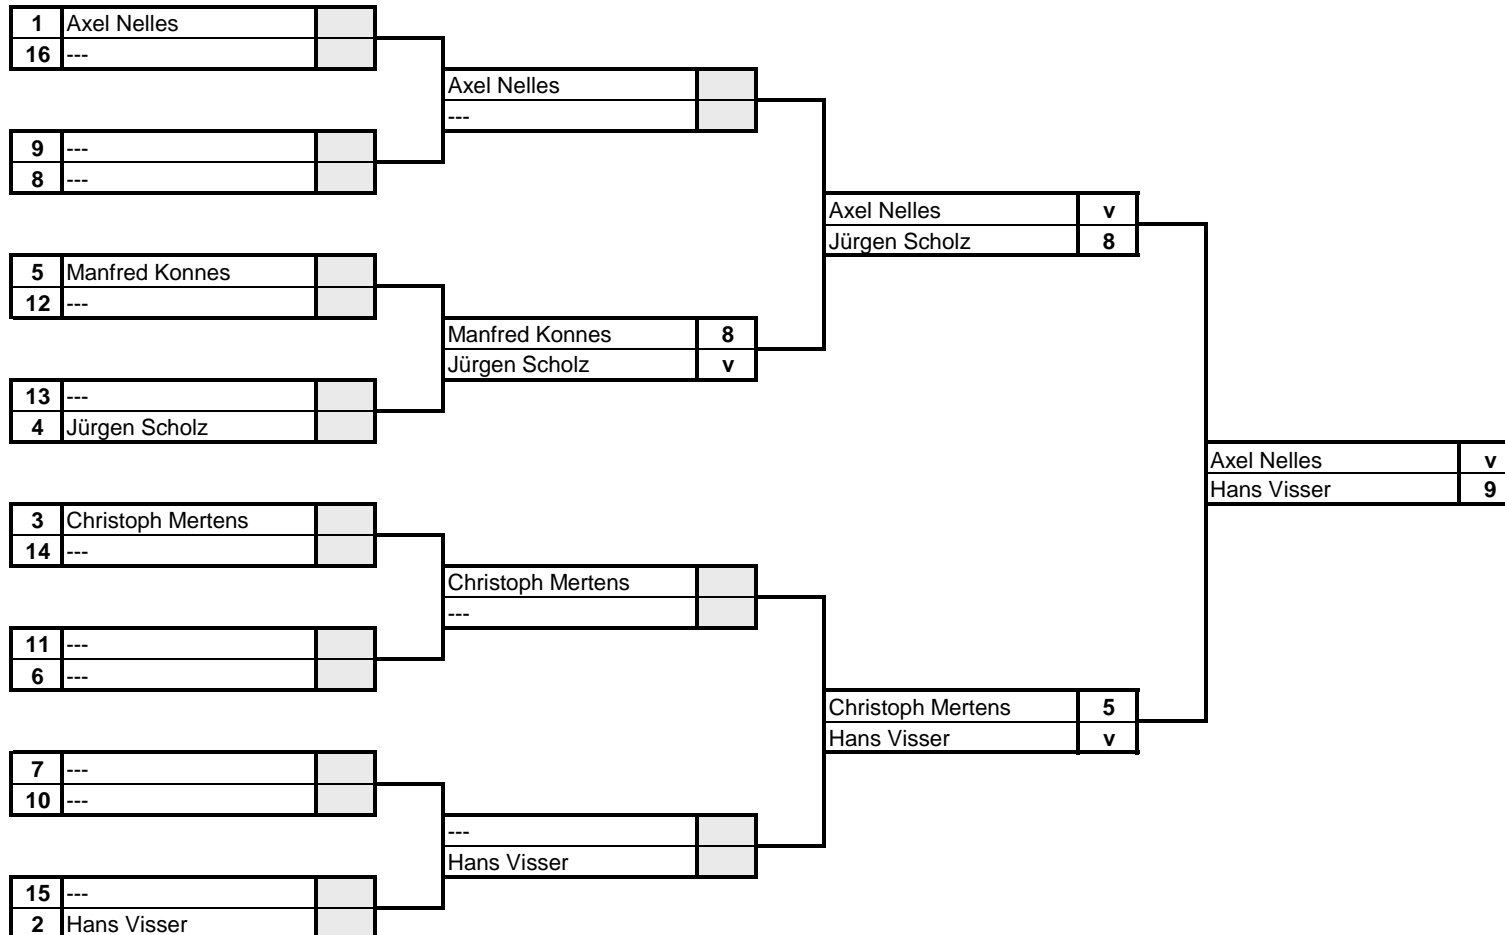 1 Axel Nelles
16 ---
Axel Nelles
---
9 ---
8 ---
Axel Nelles v
Jürgen Scholz 8
5 Manfred Konnes
12 ---
Manfred Konnes 8
Jürgen Scholz v
13 ---
4 Jürgen Scholz
Axel Nelles v
Hans Visser 9
3 Christoph Mertens
14 ---
Christoph Mertens
---
11 ---
6 ---
Christoph Mertens 5
Hans Visser v
7 ---
10 ---
---
Hans Visser
15 ---
2 Hans Visser